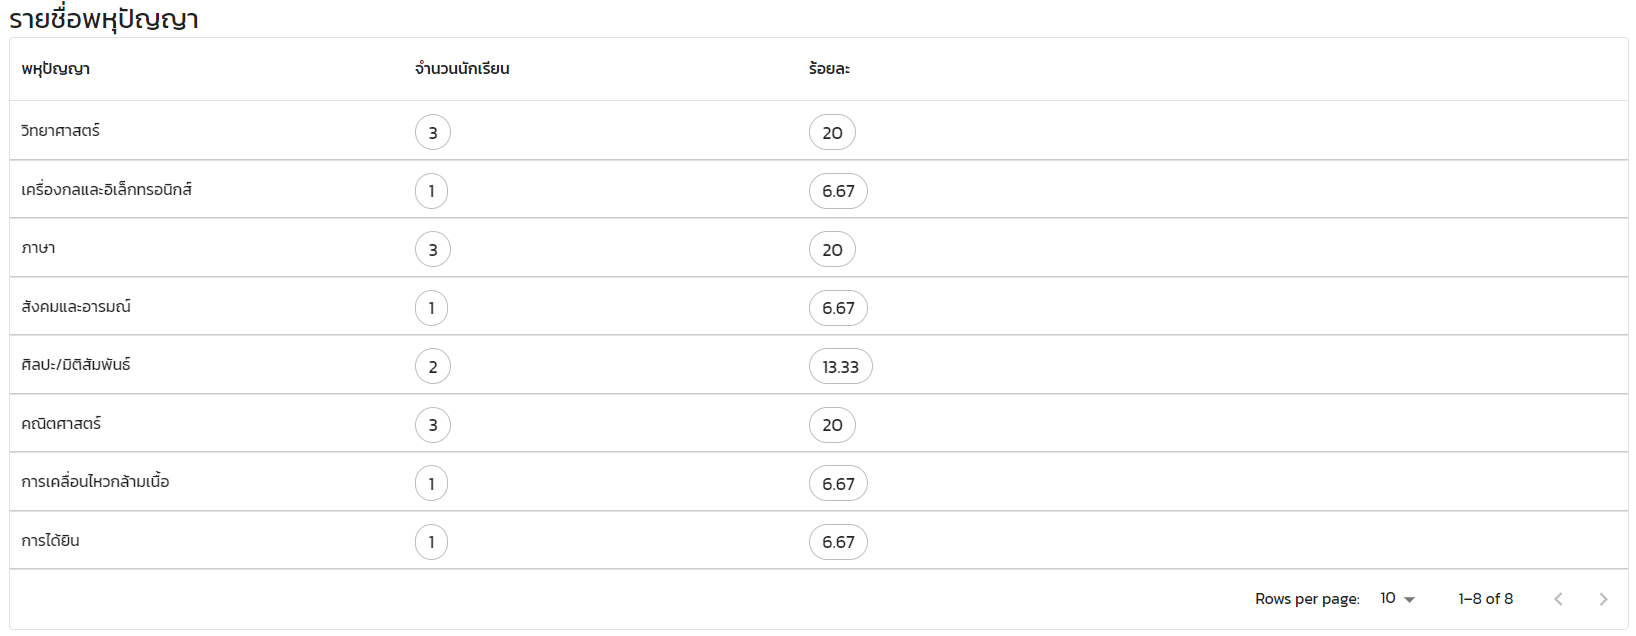 รายชื่อพหุปัญญา
พหุปัญญา จำนวนนักเรียน ร้อยละ
วิทยาศาสตร์ 3 20
เครื่องกลและอิเล็กทรอนิกส์ 1 6.67
ภาษา 3 20
สังคมและอารมณ์ 1 6.67
ศิลปะ/มิติสัมพันธ์ 2 13.33
คณิตศาสตร์ 3 20
การเคลื่อนไหวกล้ามเนื้อ 1 6.67
การได้ยิน 1 6.67
Rows per page: 10 1–8 of 8